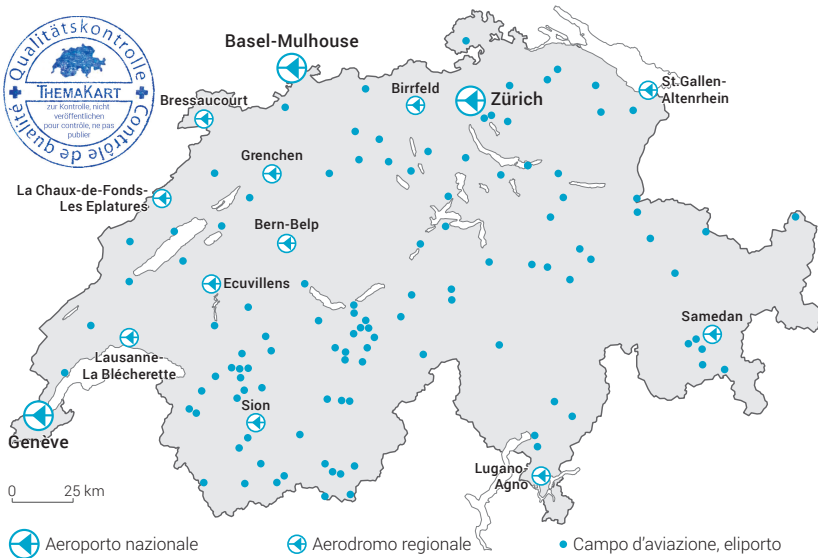 Qualitätskontrolle
THEMAKART
zur Kontrolle, nicht
veröffentlichen
pour contrôle, ne pas
publier
Contrôle de qualité
Basel-Mulhouse
Bressaucourt
Birrfeld
Zürich
St.Gallen-
Altenrhein
Grenchen
La Chaux-de-Fonds-
Les Eplatures
Bern-Belp
Ecuvillens
Samedan
Lausanne-
La Blécherette
Sion
Genève
Lugano-
Agno
0 25 km
Aeroporto nazionale
Aerodromo regionale
Campo d'aviazione, eliporto